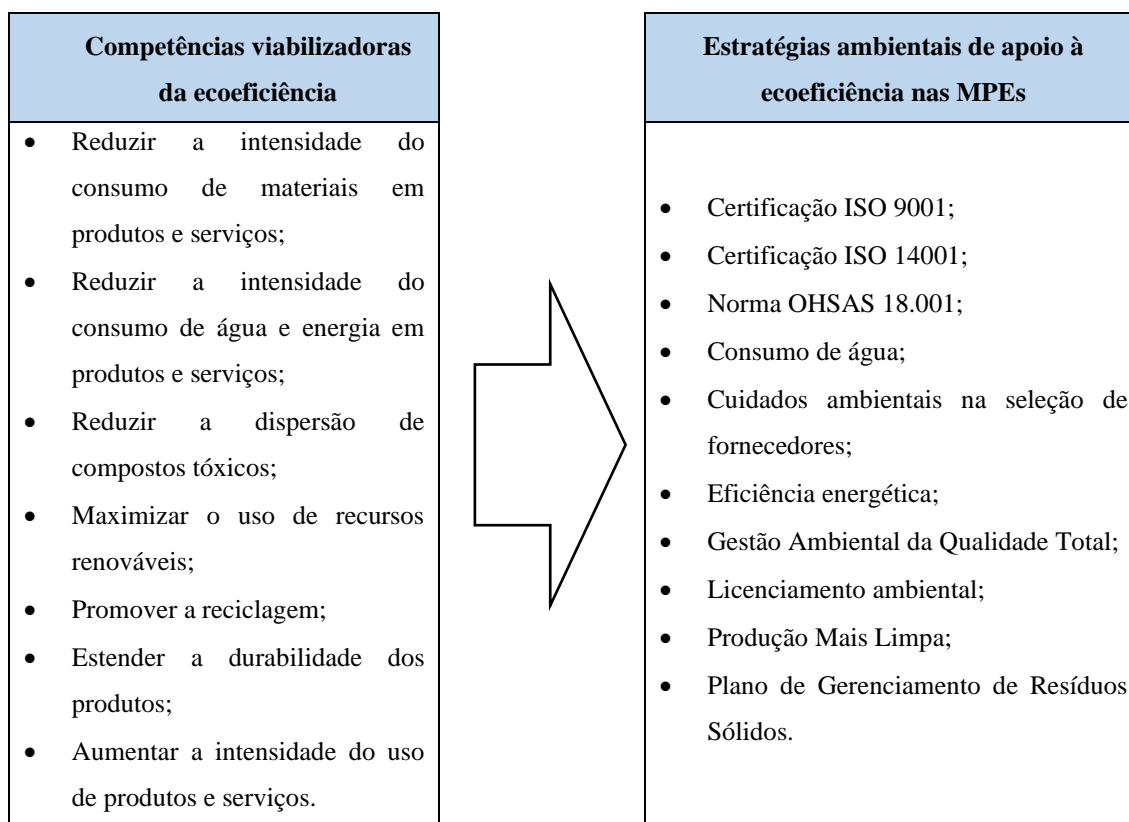 Competências viabilizadoras
da ecoeficiência
• Reduzir a intensidade do
consumo de materiais em
produtos e serviços;
• Reduzir a intensidade do
consumo de água e energia em
produtos e serviços;
• Reduzir a dispersão de
compostos tóxicos;
• Maximizar o uso de recursos
renováveis;
• Promover a reciclagem;
• Estender a durabilidade dos
produtos;
• Aumentar a intensidade do uso
de produtos e serviços.
Estratégias ambientais de apoio à
ecoeficiência nas MPEs
• Certificação ISO 9001;
• Certificação ISO 14001;
• Norma OHSAS 18.001;
• Consumo de água;
• Cuidados ambientais na seleção de
fornecedores;
• Eficiência energética;
• Gestão Ambiental da Qualidade Total;
• Licenciamento ambiental;
• Produção Mais Limpa;
• Plano de Gerenciamento de Resíduos
Sólidos.